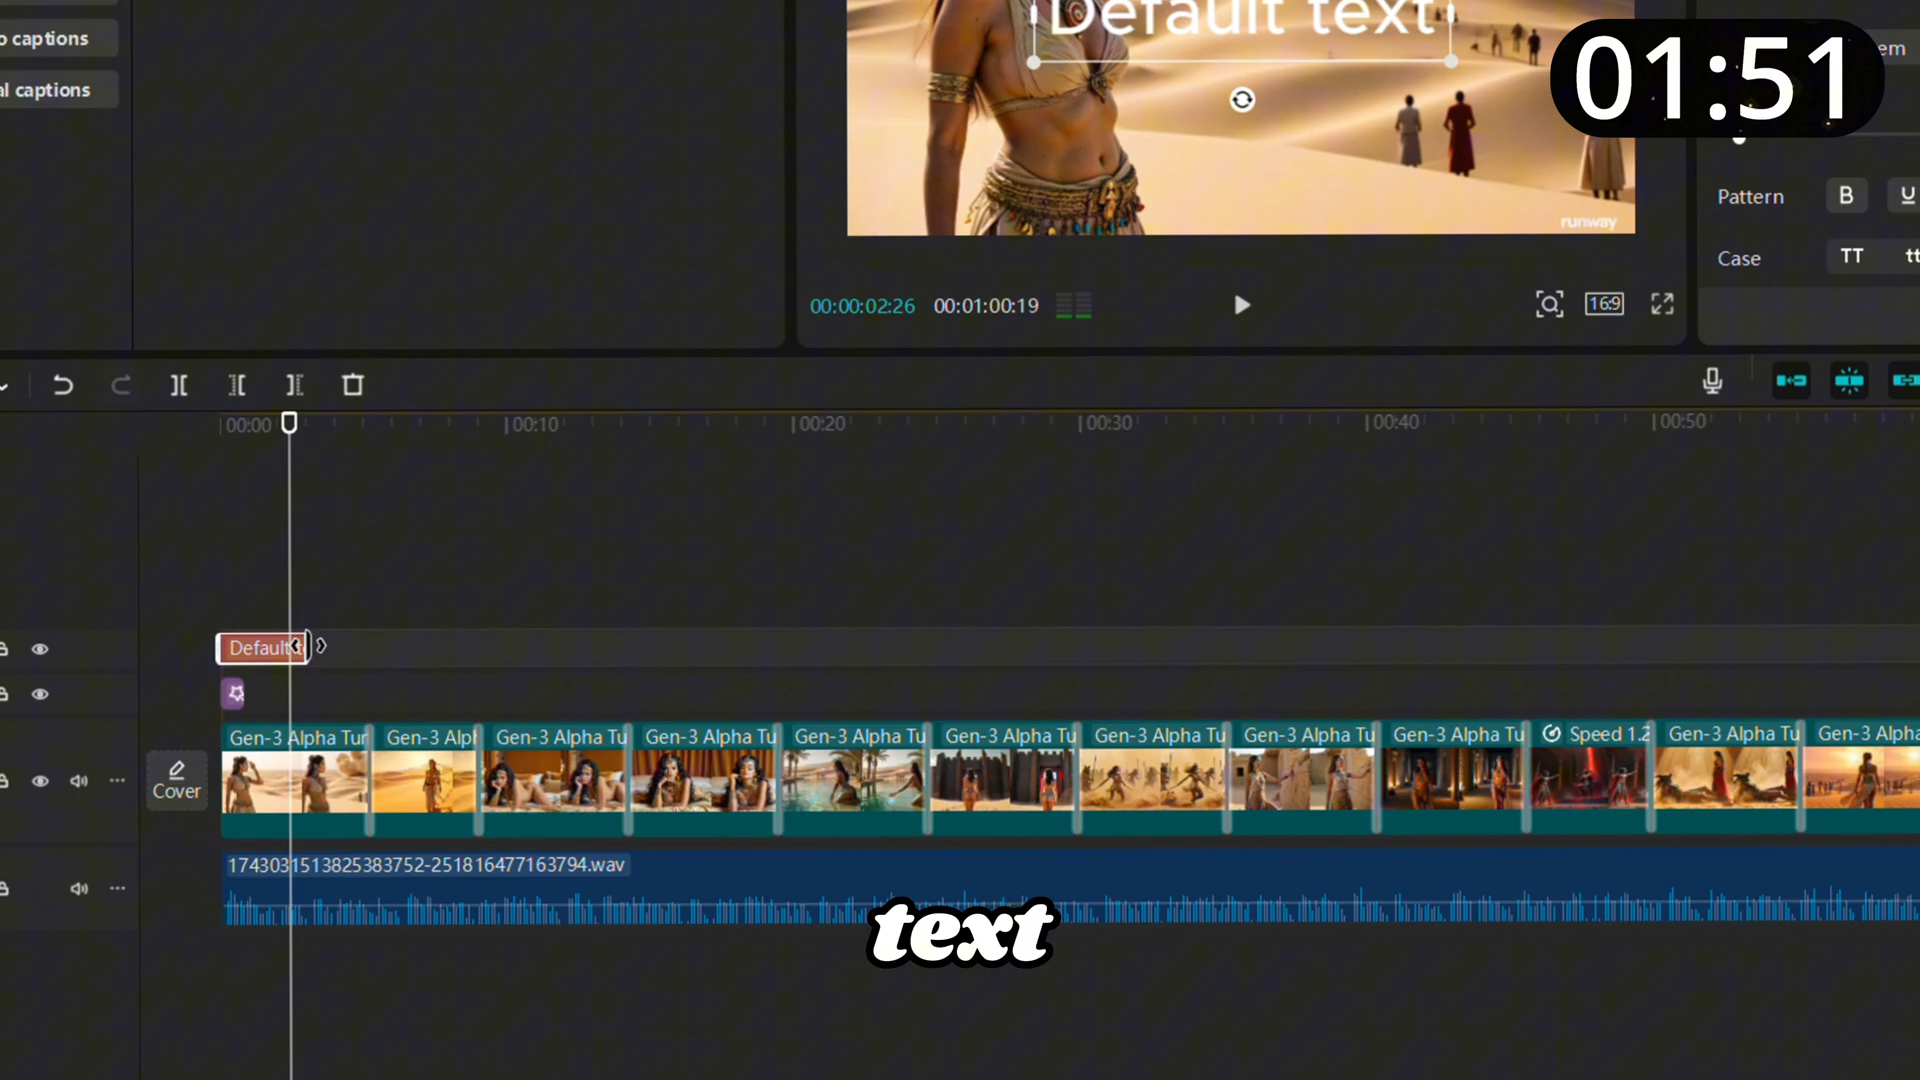 o captions
al captions
Default text
runway
01:51
em
Pattern
B
U
Case
TT
tt
00:00:02:26 00:01:00:19
16:9
00:00 00:10 00:20 00:30 00:40 00:50
Default
Cover
Gen-3 Alpha Tur
Gen-3 Alph
Gen-3 Alpha Tu
Gen-3 Alpha Tu
Gen-3 Alpha Tu
Gen-3 Alpha Tu
Gen-3 Alpha Tu
Gen-3 Alpha Tur
Gen-3 Alpha Tu
Speed 1.2
Gen-3 Alpha Tu
Gen-3 Alpha
1743031513825383752-251816477163794.wav
text